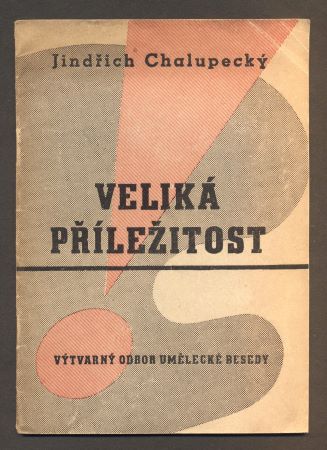 Jindřich Chalupecký
VELIKÁ
PŘÍLEŽITOST
VÝTVARNÝ ODBOR UMĚLECKÉ BESEDY